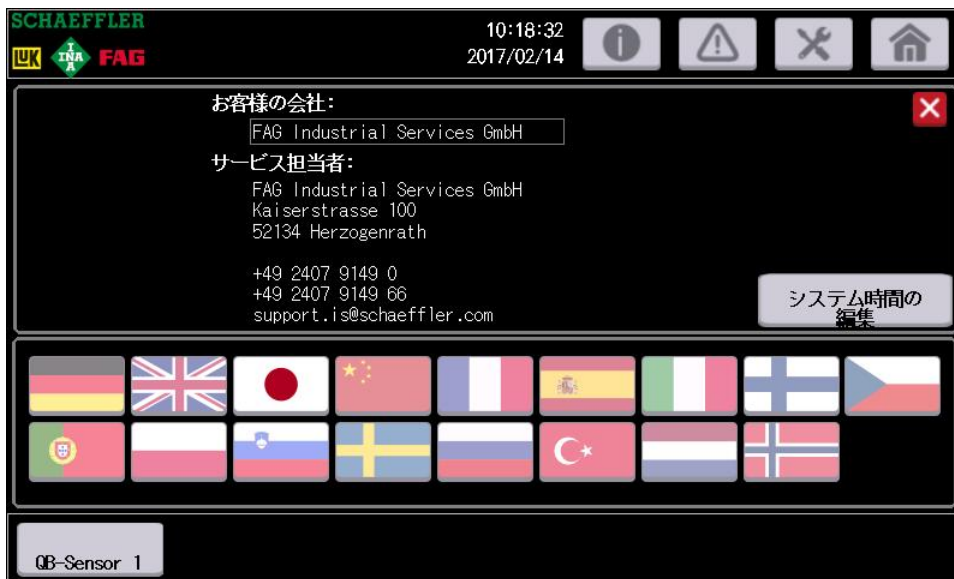 SCHAEFFLER
LUK INA FAG
10:18:32
2017/02/14
お客様の会社:
FAG Industrial Services GmbH
サービス担当者:
FAG Industrial Services GmbH
Kaiserstrasse 100
52134 Herzogenrath
+49 2407 9149 0
+49 2407 9149 66
support.is@schaeffler.com
システム時間の
編集
QB-Sensor 1